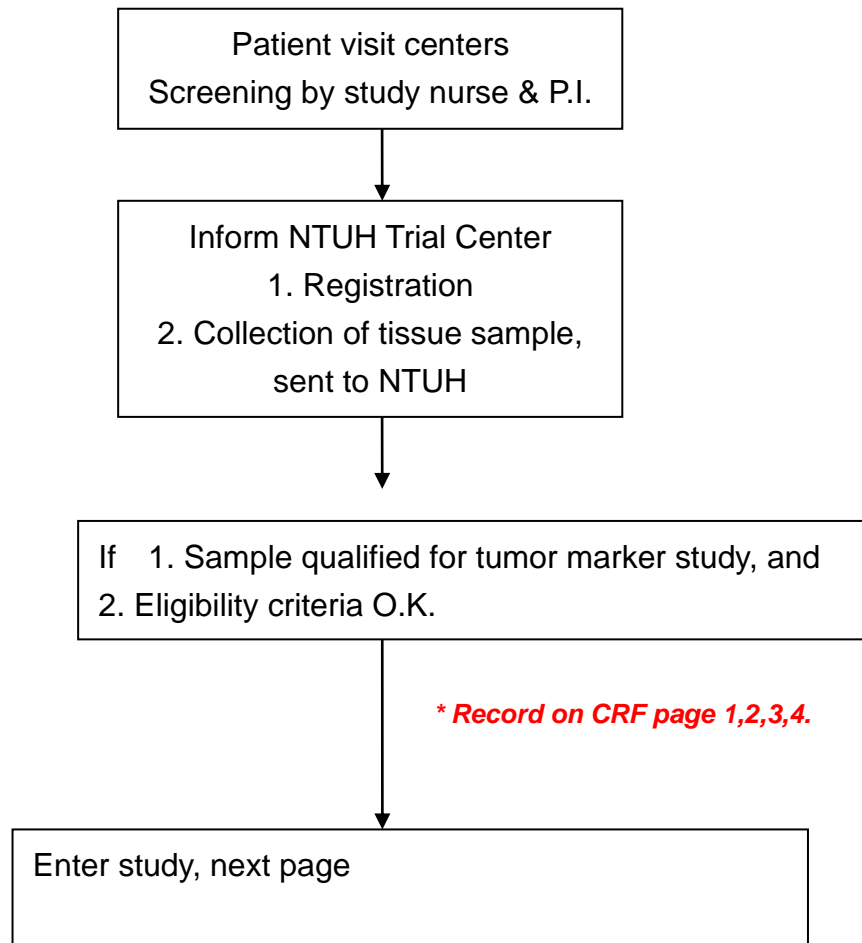 Patient visit centers
Screening by study nurse & P.I.
Inform NTUH Trial Center
1. Registration
2. Collection of tissue sample,
sent to NTUH
If 1. Sample qualified for tumor marker study, and
2. Eligibility criteria O.K.
* Record on CRF page 1,2,3,4.
Enter study, next page